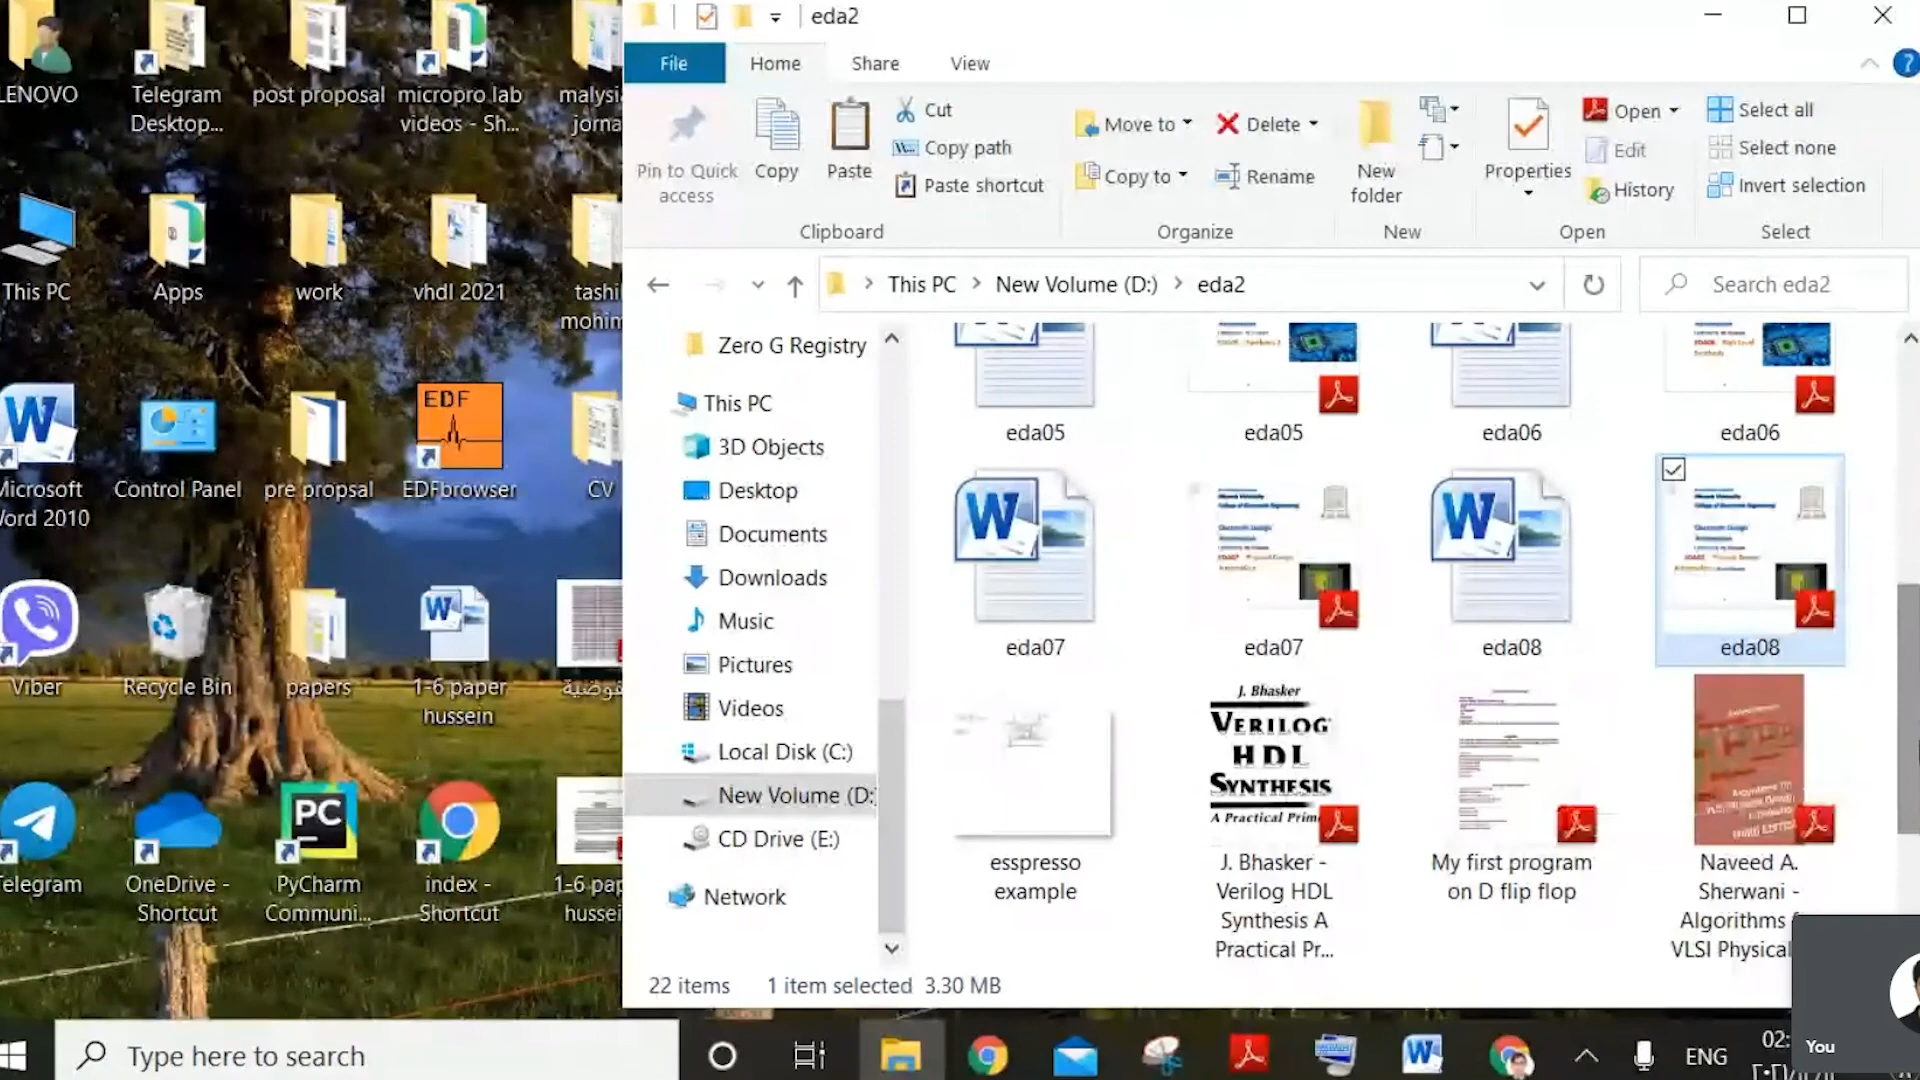 LENOVO
Telegram
Desktop...
post proposal
micropro lab
videos - Sh...
This PC
Apps
work
vhdl 2021
Control Panel
pre propsal
EDF
EDFbrowser
CV
Viber
Recycle Bin
papers
1-6 paper
hussein
OneDrive -
Shortcut
PC
PyCharm
Communi...
index -
Shortcut
eda2
File
Home
Share
View
Pin to Quick
access
Copy
Paste
Cut
Copy path
Paste shortcut
Clipboard
Move to
Copy to
Delete
Rename
Organize
New
folder
New
Properties
Open
Edit
History
Open
Select all
Select none
Invert selection
Select
This PC
New Volume (D:)
eda2
Search eda2
Zero G Registry
This PC
3D Objects
Desktop
Documents
Downloads
Music
Pictures
Videos
Local Disk (C:)
New Volume (D:
CD Drive (E:)
Network
eda05
eda05
eda06
eda06
eda07
eda07
eda08
eda08
esspresso
example
J. Bhasker
VERILOG
HDL
SYNTHESIS
A Practical Prim
J. Bhasker -
Verilog HDL
Synthesis A
Practical Pr...
My first program
on D flip flop
Naveed A.
Sherwani -
Algorithms
VLSI Physical
22 items
1 item selected 3.30 MB
Type here to search
ENG
02:
You